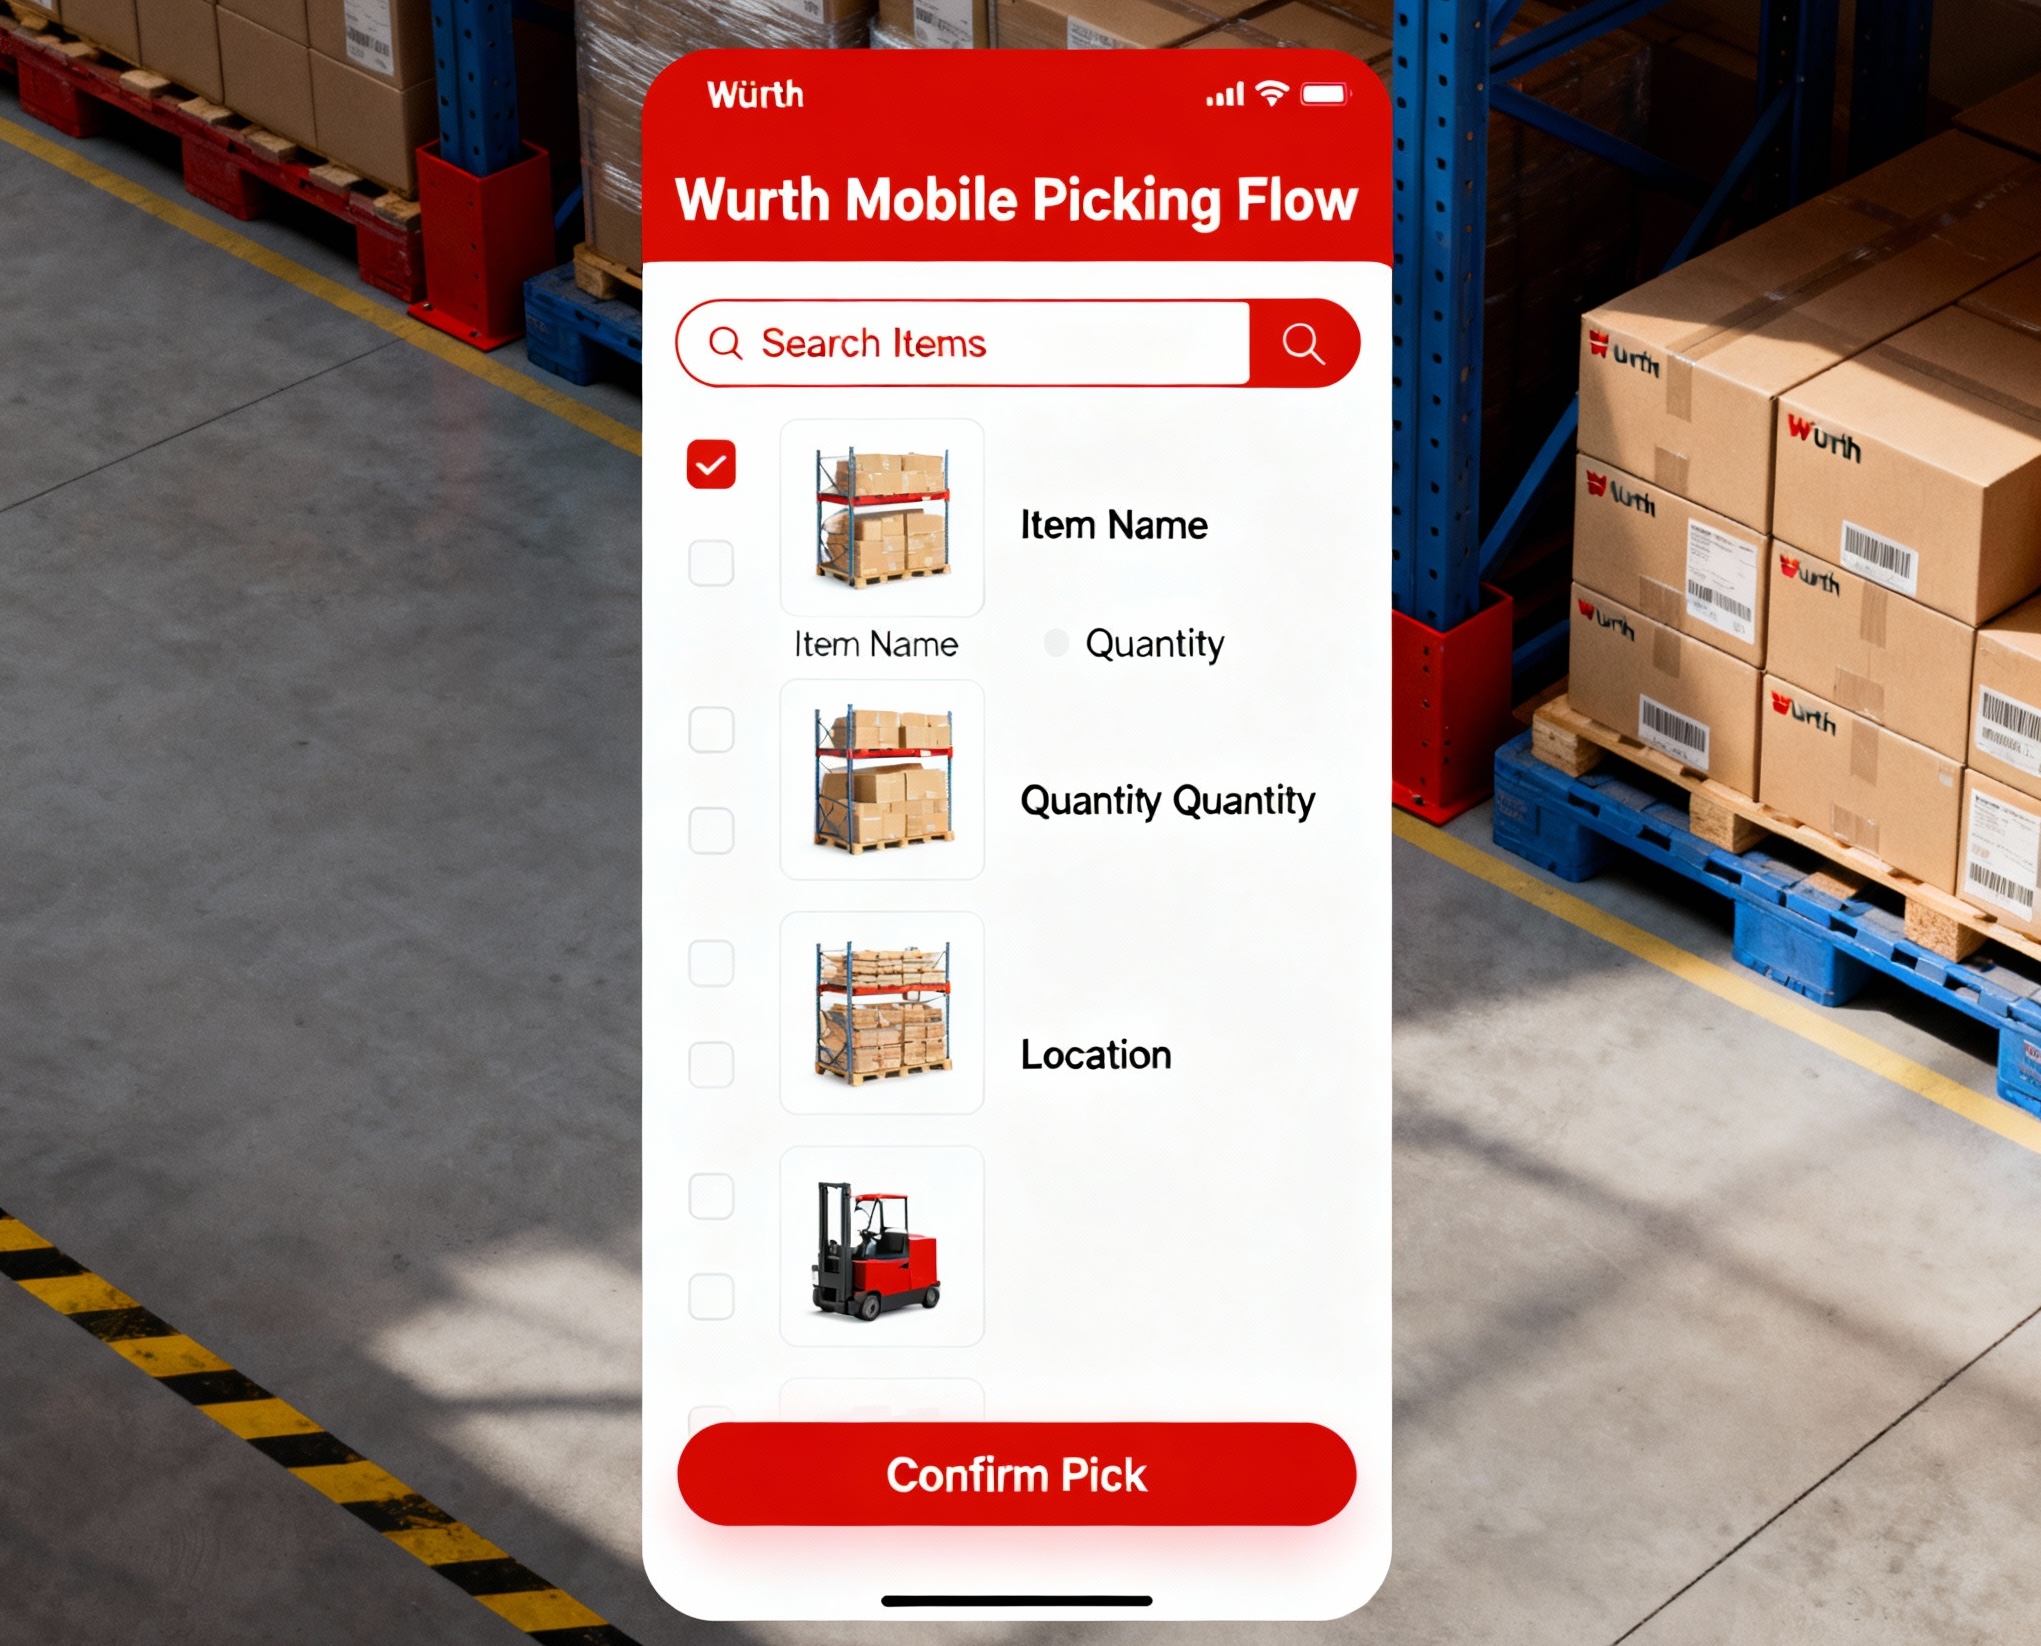 Würth
Wurth Mobile Picking Flow
Search Items
Item Name
Item Name
Quantity
Quantity Quantity
Location
Confirm Pick
Wurth
Wurth
Wurth
Wurth
Wurth
Wurth